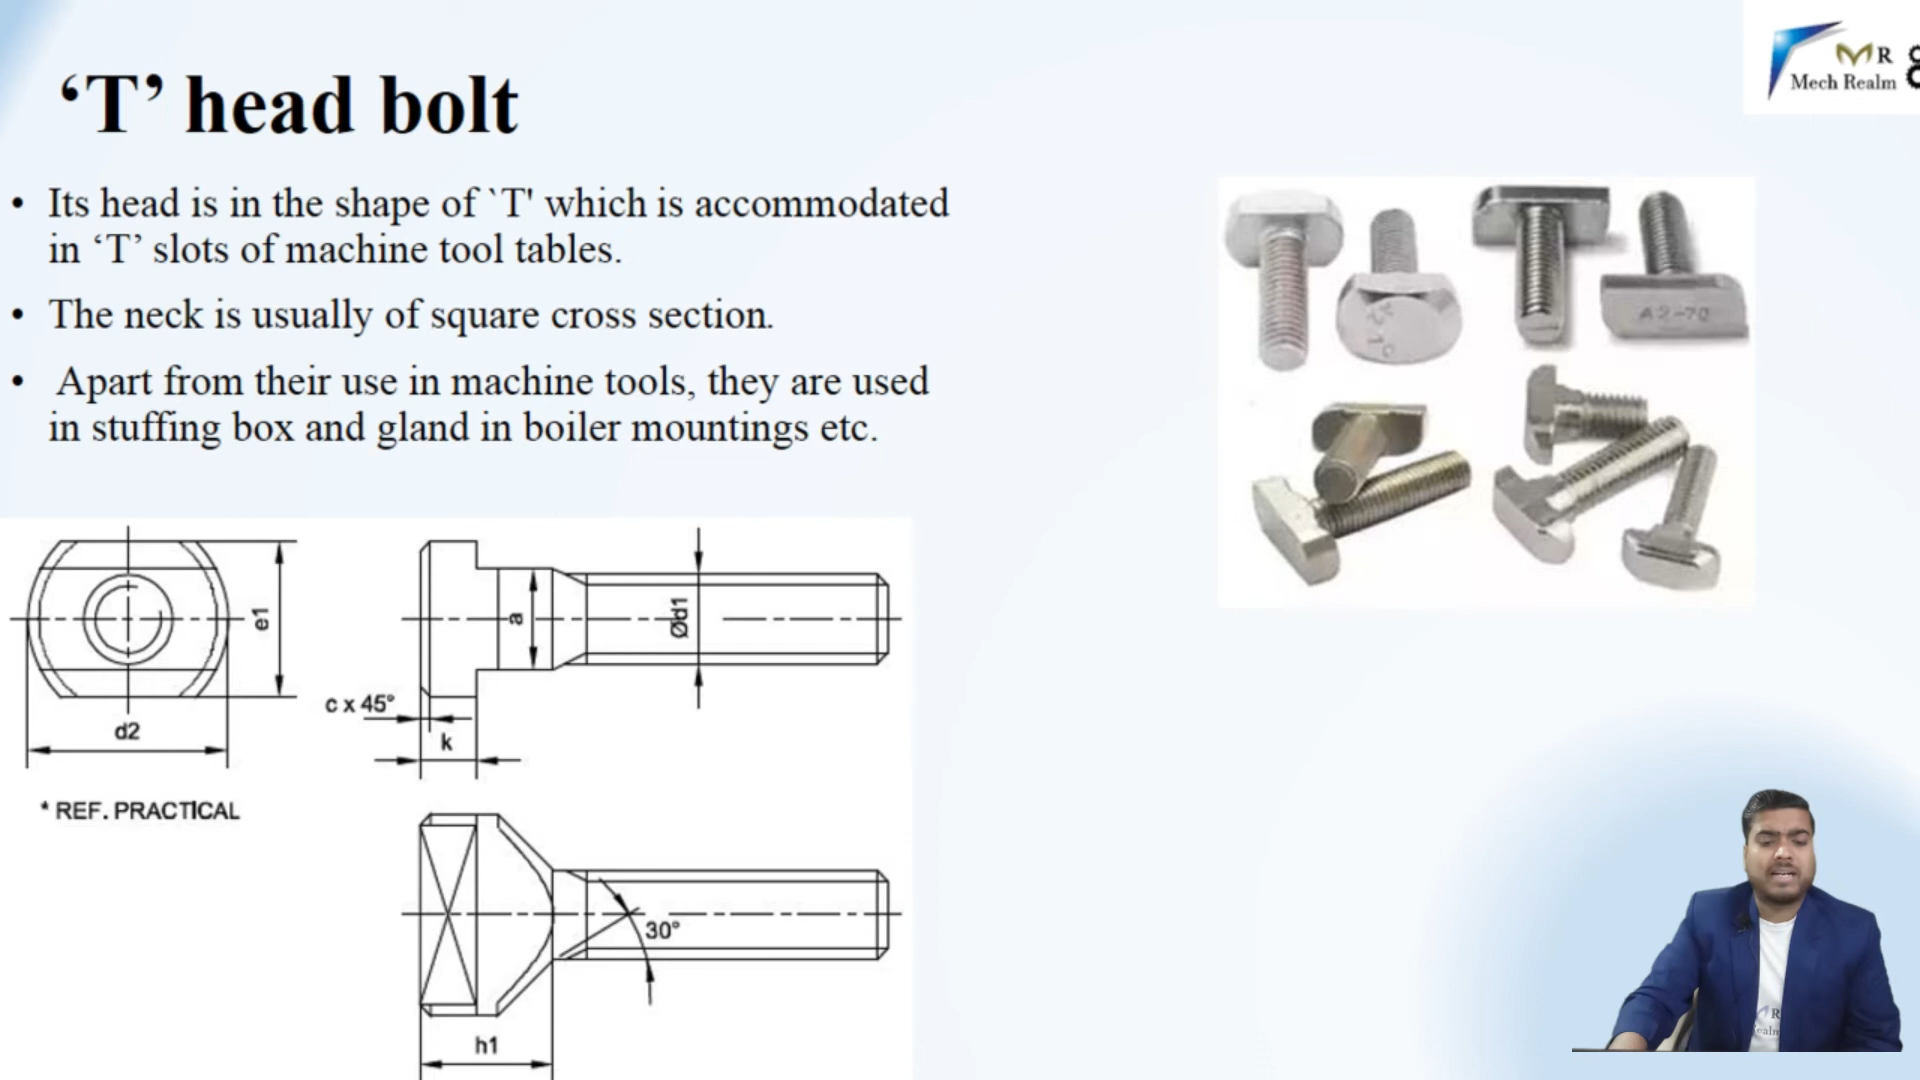 ‘T’ head bolt
M R
Mech Realm
• Its head is in the shape of `T' which is accommodated
in ‘T’ slots of machine tool tables.
• The neck is usually of square cross section.
• Apart from their use in machine tools, they are used
in stuffing box and gland in boiler mountings etc.
A2-70
e1
d2
* REF. PRACTICAL
a
Ød1
c x 45°
k
30°
h1